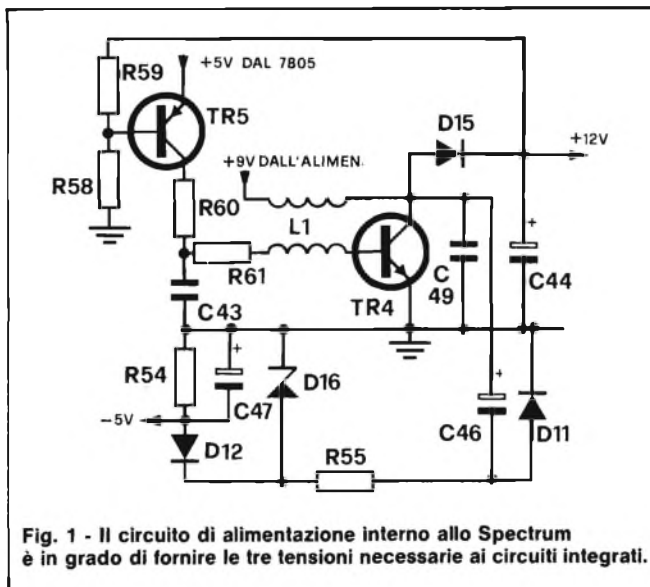 R59
+5V DAL 7805
TR5
D15
+12V
+9V DALL'ALIMEN.
R58
R60
L1
R61
TR4
C
49
C44
C43
R54
C47
D16
-5V
D12
R55
C46
D11
Fig. 1 - Il circuito di alimentazione interno allo Spectrum
è in grado di fornire le tre tensioni necessarie ai circuiti integrati.